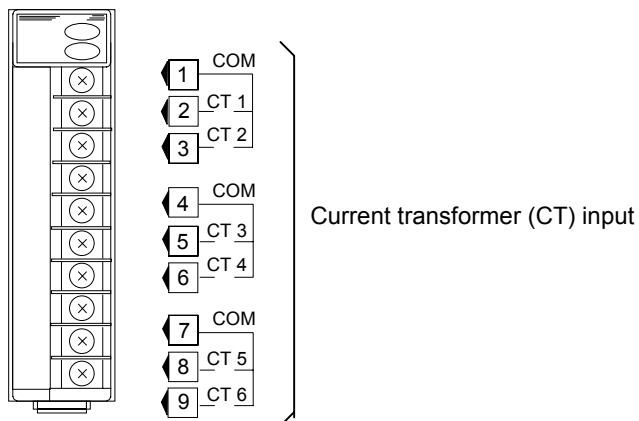 1 COM
2 CT 1
3 CT 2
4 COM
5 CT 3
6 CT 4
7 COM
8 CT 5
9 CT 6
Current transformer (CT) input